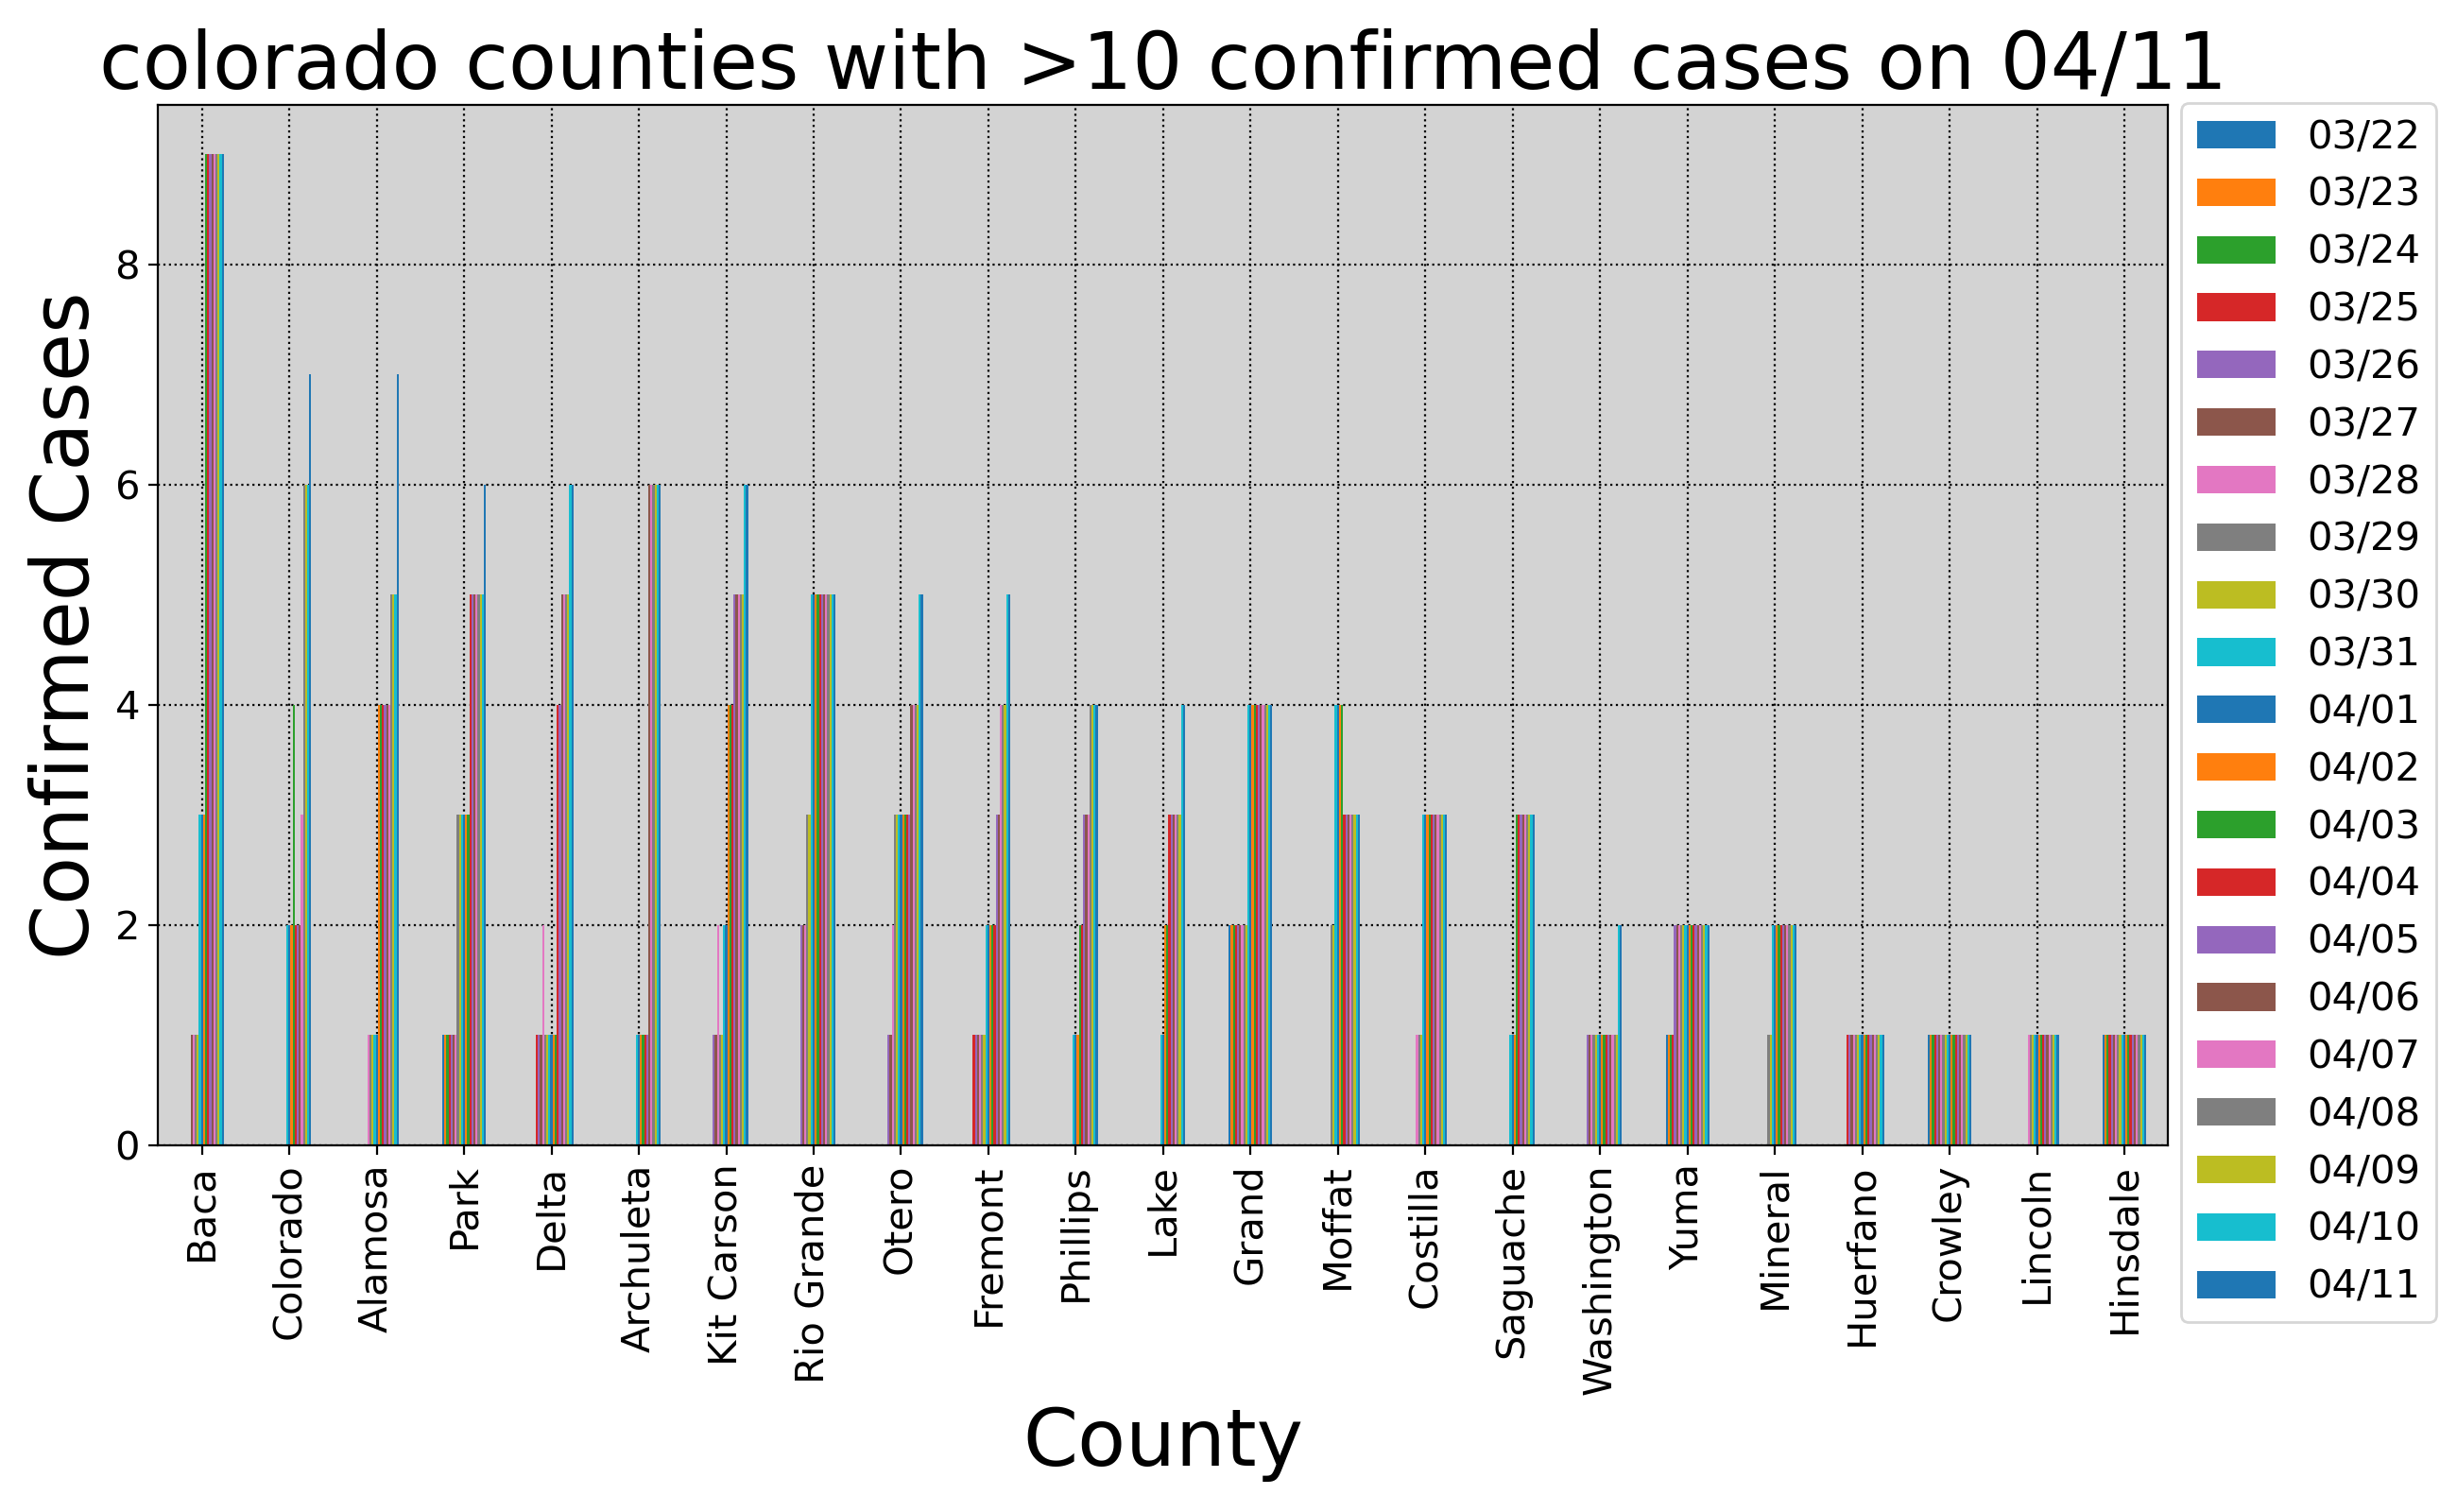 colorado counties with >10 confirmed cases on 04/11
Confirmed Cases
8
6
4
2
0
Baca
Colorado
Alamosa
Park
Delta
Archuleta
Kit Carson
Rio Grande
Otero
Fremont
Phillips
Lake
Grand
Moffat
Costilla
Saguache
Washington
Yuma
Mineral
Huerfano
Crowley
Lincoln
Hinsdale
County
03/22
03/23
03/24
03/25
03/26
03/27
03/28
03/29
03/30
03/31
04/01
04/02
04/03
04/04
04/05
04/06
04/07
04/08
04/09
04/10
04/11